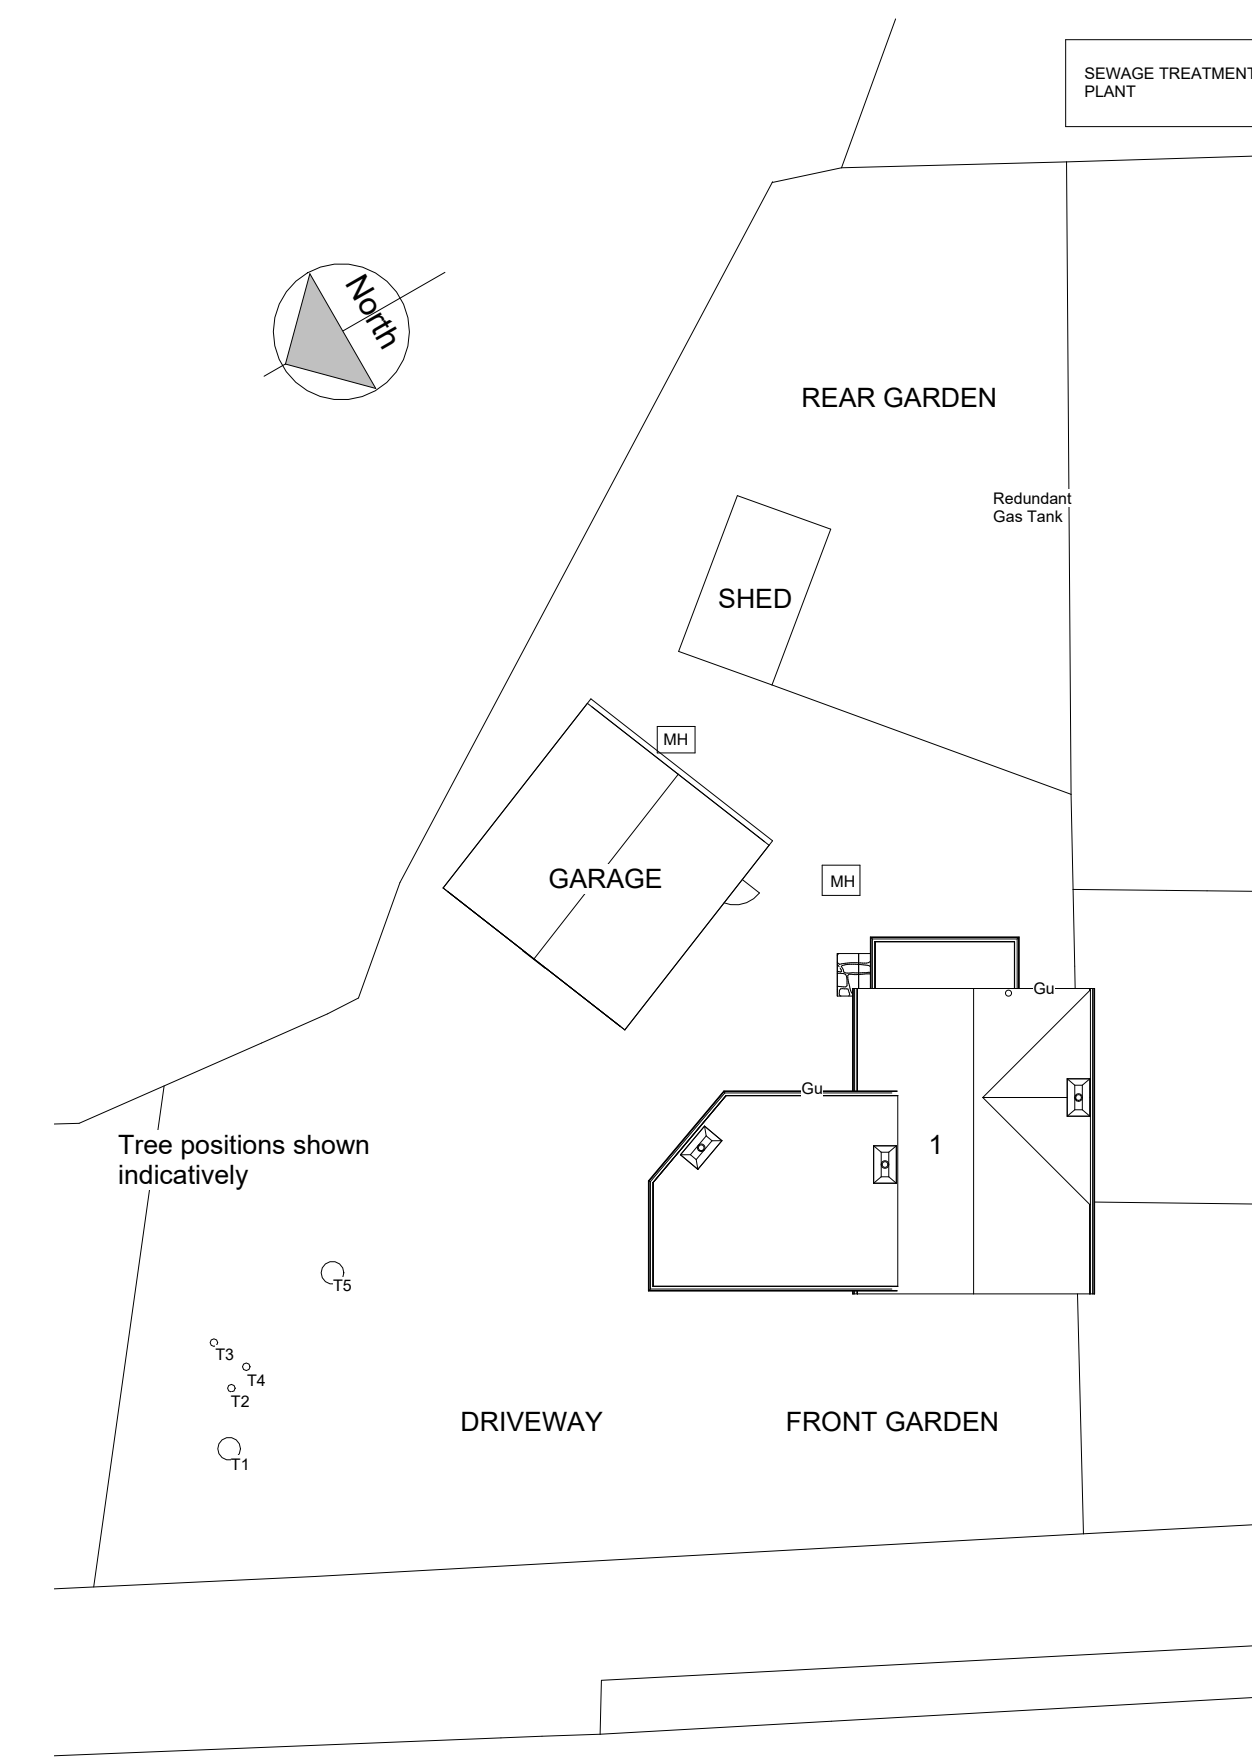 SEWAGE TREATMENT
PLANT
North
REAR GARDEN
Redundant
Gas Tank
SHED
MH
GARAGE
MH
Gu
Gu
Tree positions shown
indicatively
1
T5
T3
T4
T2
DRIVEWAY
FRONT GARDEN
T1